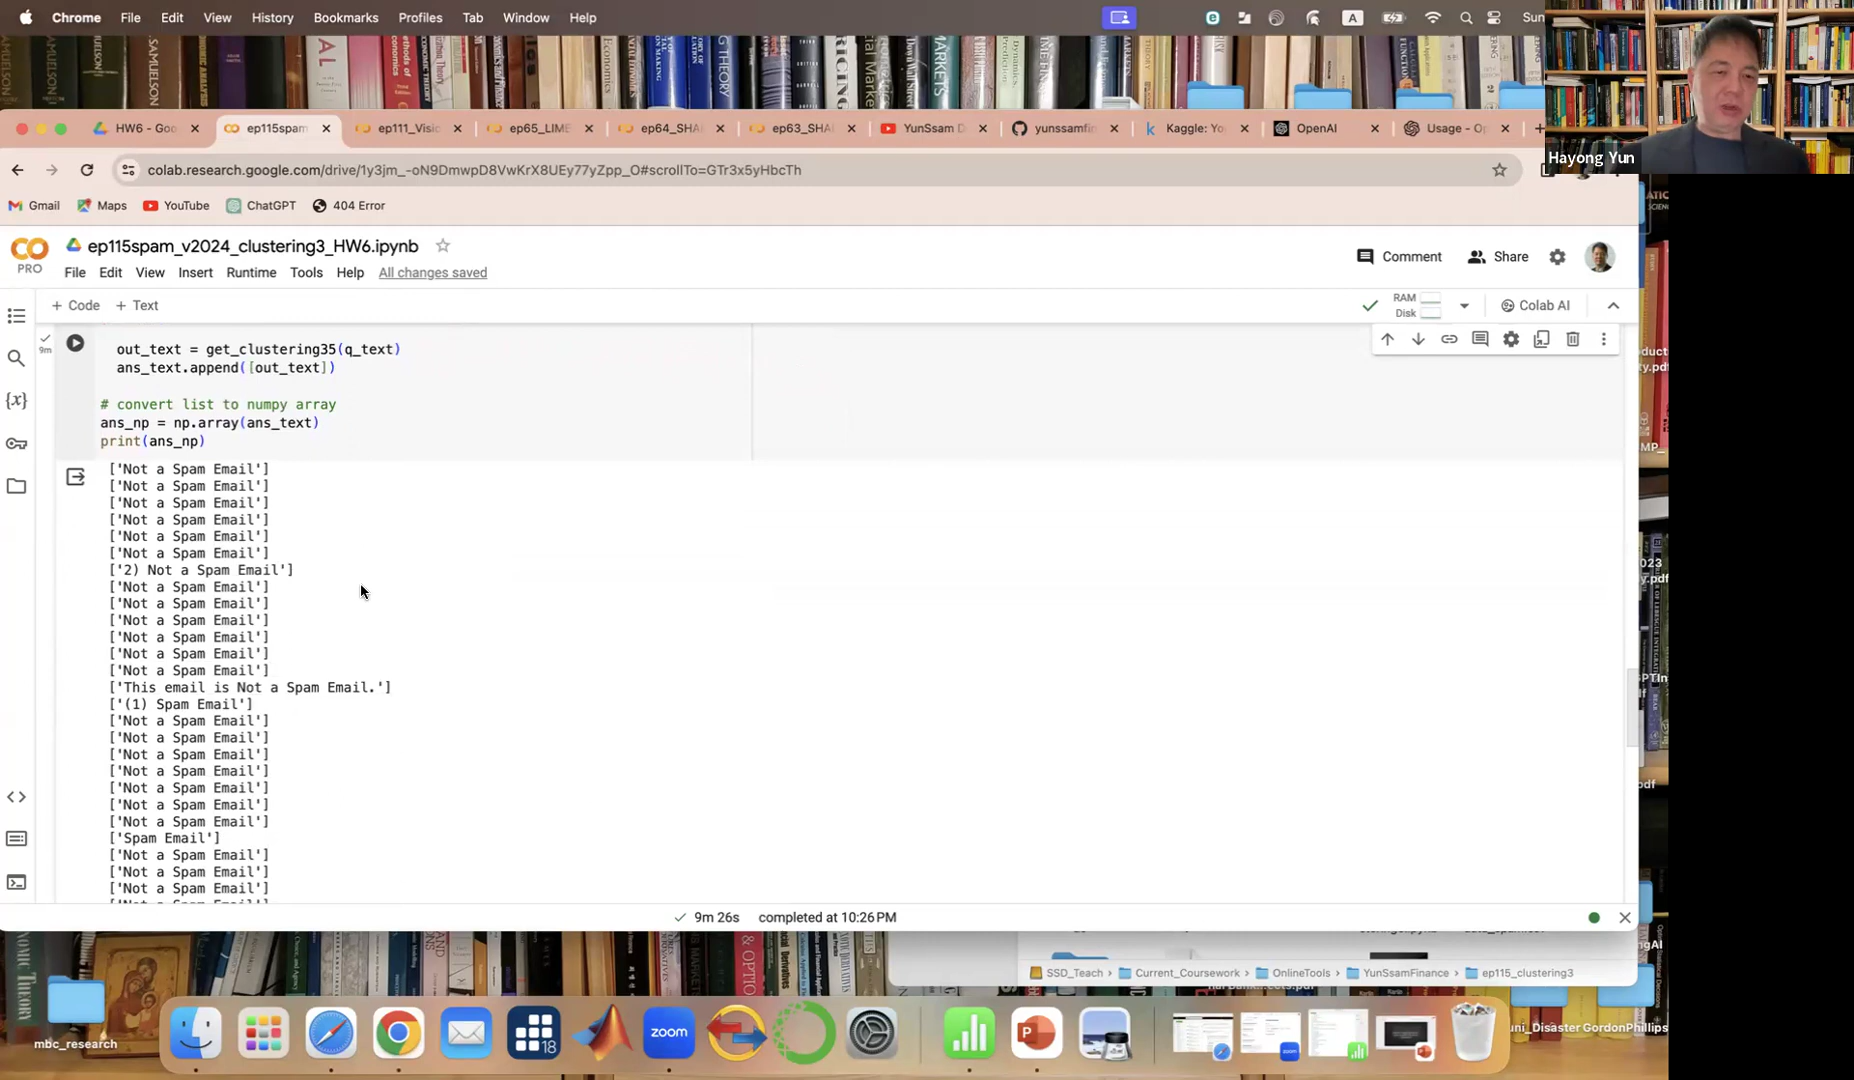 Chrome File Edit View History Bookmarks Profiles Tab Window Help A Sun
HW6 - Goo ep115spam ep111_Visio ep65_LIME ep64_SHA ep63_SHA YunSsam D yunssamfin Kaggle: Yo OpenAI Usage - Op
Hayong Yun
colab.research.google.com/drive/1y3jm_-oN9DmwpD8VwKrX8UEy77yZpp_O#scrollTo=GTr3x5yHbcTh
Gmail Maps YouTube ChatGPT 404 Error
CO PRO
ep115spam_v2024_clustering3_HW6.ipynb
Comment Share
File Edit View Insert Runtime Tools Help All changes saved
+ Code + Text
RAM
Disk
Colab AI
9m
out_text = get_clustering35(q_text)
ans_text.append([out_text])
# convert list to numpy array
ans_np = np.array(ans_text)
print(ans_np)
['Not a Spam Email']
['Not a Spam Email']
['Not a Spam Email']
['Not a Spam Email']
['Not a Spam Email']
['Not a Spam Email']
['2) Not a Spam Email']
['Not a Spam Email']
['Not a Spam Email']
['Not a Spam Email']
['Not a Spam Email']
['Not a Spam Email']
['Not a Spam Email']
['This email is Not a Spam Email.']
['(1) Spam Email']
['Not a Spam Email']
['Not a Spam Email']
['Not a Spam Email']
['Not a Spam Email']
['Not a Spam Email']
['Not a Spam Email']
['Not a Spam Email']
['Spam Email']
['Not a Spam Email']
['Not a Spam Email']
['Not a Spam Email']
9m 26s completed at 10:26 PM
SSD_Teach Current_Coursework OnlineTools YunSsamFinance ep115_clustering3
mbc_research
zoom
18
uni_Disaster GordonPhillips